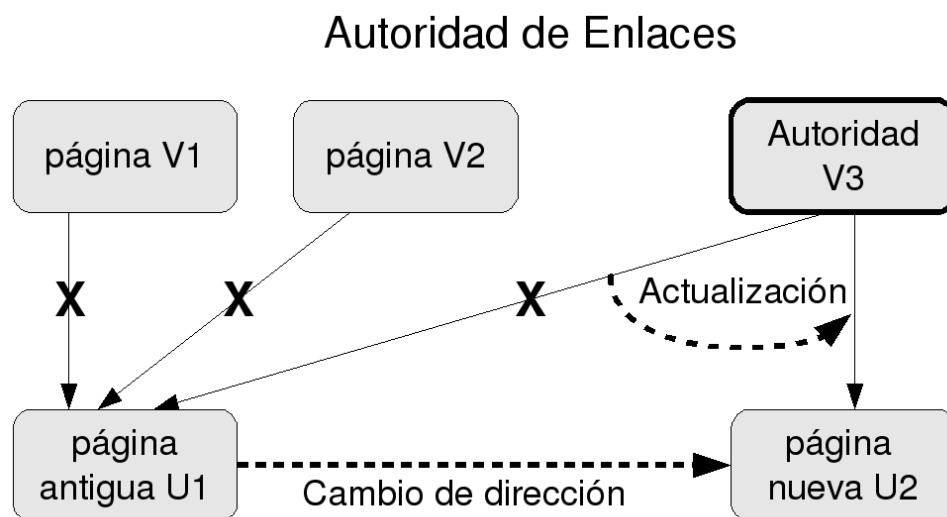 Autoridad de Enlaces
página V1
página V2
Autoridad
V3
X
X
X
Actualización
página
antigua U1
Cambio de dirección
página
nueva U2